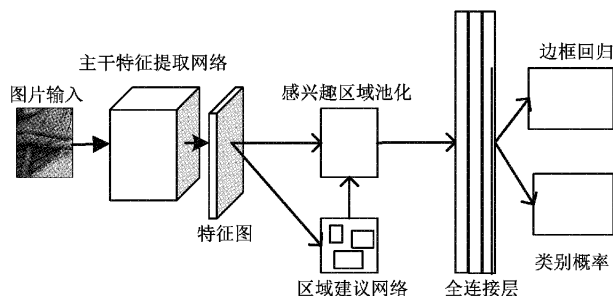 主干特征提取网络
图片输入
感兴趣区域池化
边框回归
特征图
区域建议网络
全连接层
类别概率